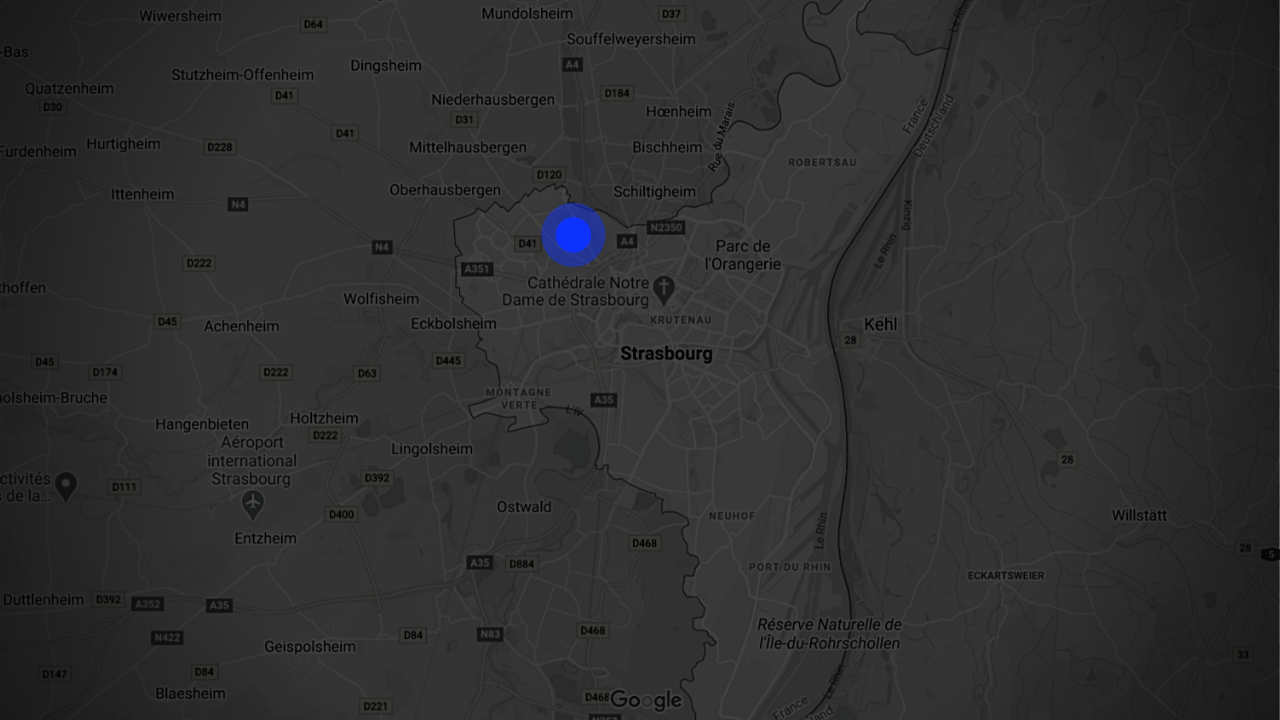 Wiwersheim
D64
Mundolsheim
D37
Souffelweyersheim
-Bas
Stutzheim-Offenheim
Dingsheim
A4
Quatzenheim
D30
D41
Niederhausbergen
D184
D31
Hœnheim
D41
Furdenheim
Hurtigheim
D228
Mittelhausbergen
Bischheim
Rue du Marais
France
Deutschland
ROBERTSAU
D120
Ittenheim
N4
Oberhausbergen
Schiltigheim
Kinzig
Le Rhin
N4
D41
A4
N2350
Parc de
l'Orangerie
D222
A351
Cathédrale Notre
Dame de Strasbourg
thoffen
Wolfisheim
D45
Achenheim
Eckbolsheim
KRUTENAU
Kehl
28
Strasbourg
D45
D174
D222
D63
D445
MONTAGNE
VERTE
A35
nolsheim-Bruche
Hangenbieten
Holtzheim
D222
Aéroport
international
Strasbourg
Lingolsheim
28
ctivités
s de la...
D111
D392
D400
Ostwald
NEUHOF
Willstätt
Entzheim
D468
Le Rhin
28
A35
D884
PORT DU RHIN
ECKARTSWEIER
Duttlenheim
D392
A352
A35
N422
D84
N83
D468
Réserve Naturelle de
l'Île-du-Rohrschollen
Geispolsheim
33
D147
D84
Blaesheim
D221
D468
Google
Le Rhin
France